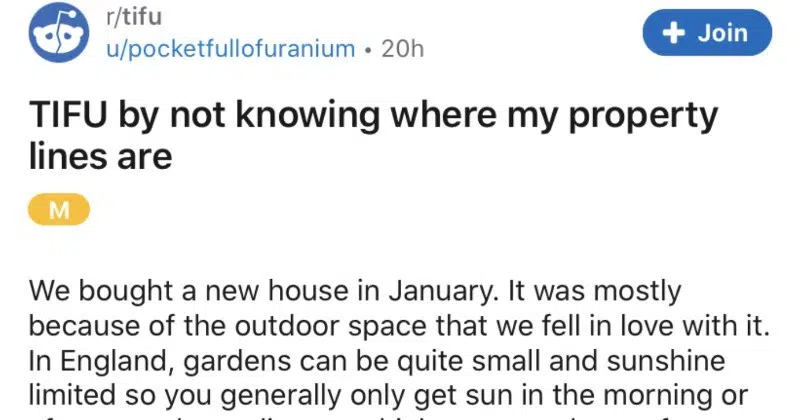 r/tifu
u/pocketfullofuranium • 20h
+ Join
TIFU by not knowing where my property
lines are
M
We bought a new house in January. It was mostly
because of the outdoor space that we fell in love with it.
In England, gardens can be quite small and sunshine
limited so you generally only get sun in the morning or